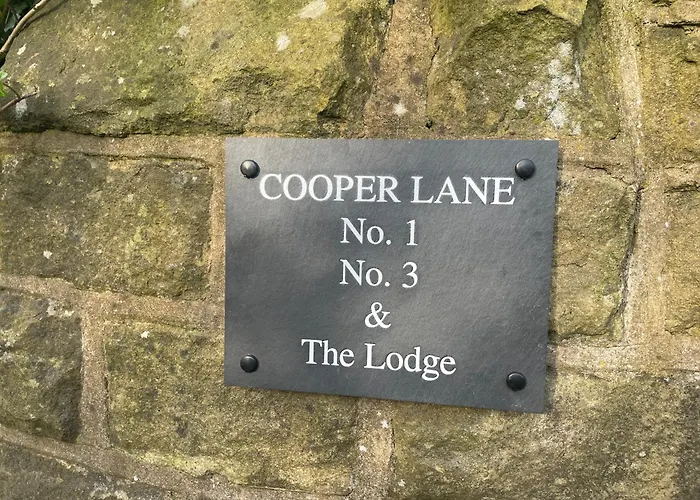 COOPER LANE
No. 1
No. 3
&
The Lodge